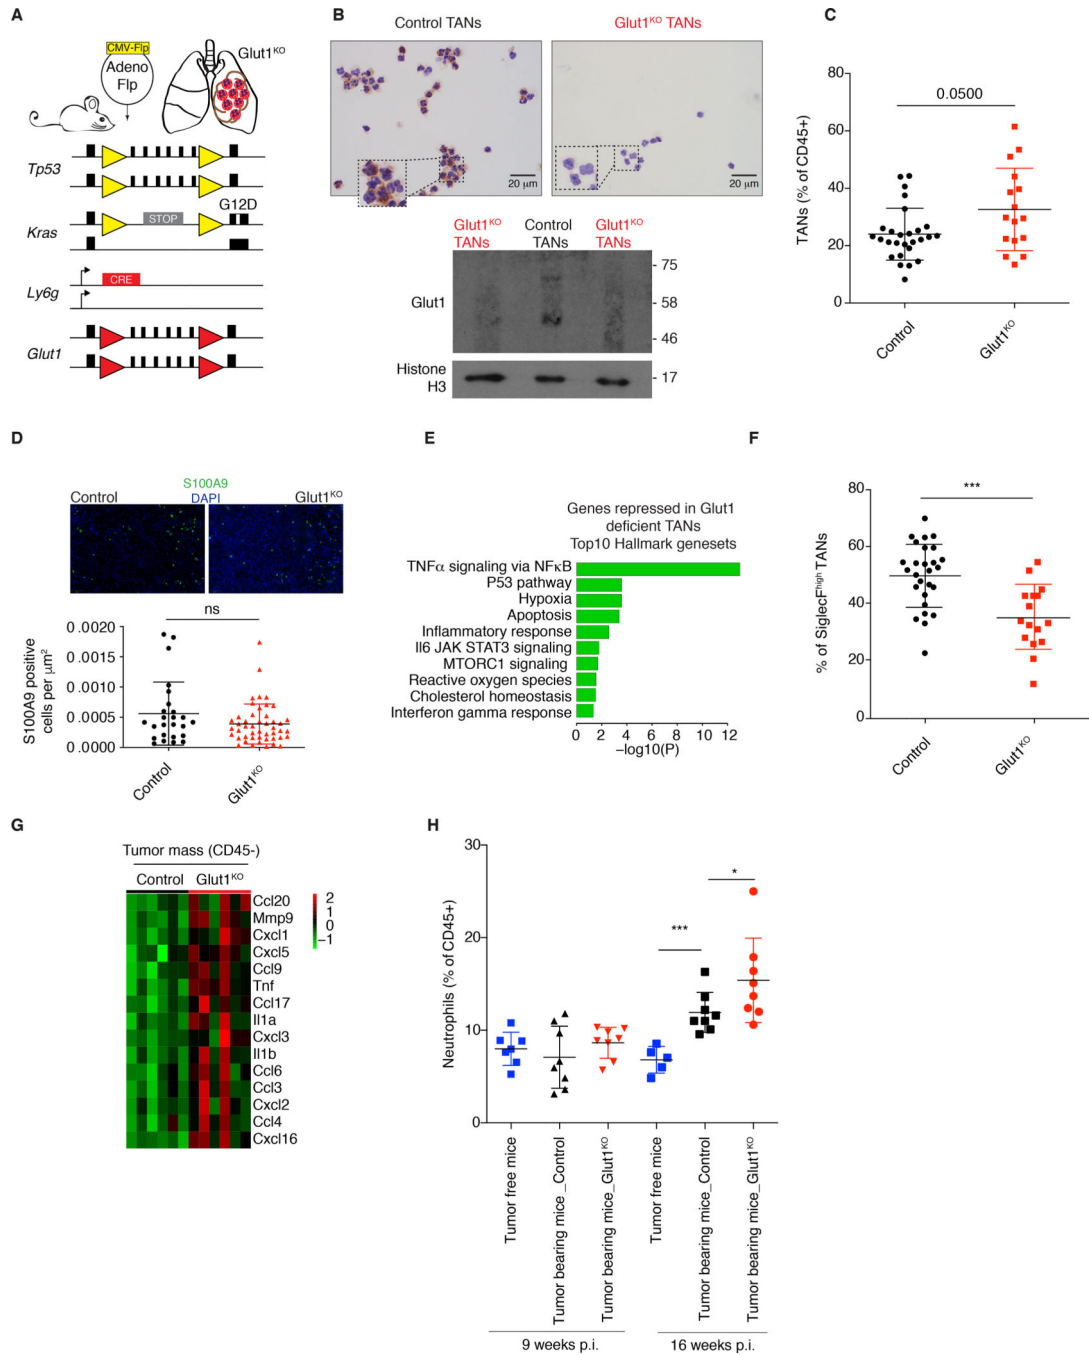 A
CMV-Flp
Adeno
Flp
Glut1KO
Tp53
G12D
STOP
Kras
CRE
Ly6g
Glut1
B
Control TANs
Glut1KO TANs
20 μm
20 μm
Glut1KO
TANs
Control
TANs
Glut1KO
TANs
75
Glut1
58
46
Histone
H3
17
C
0.0500
80
60
40
20
0
TANs (% of CD45+)
Control
Glut1KO
D
S100A9
Control
DAPI
Glut1KO
ns
0.0020
0.0015
0.0010
0.0005
0.0000
S100A9 positive
cells per μm2
Control
Glut1KO
E
Genes repressed in Glut1
deficient TANs
Top10 Hallmark genesets
TNFα signaling via NFκB
P53 pathway
Hypoxia
Apoptosis
Inflammatory response
Il6 JAK STAT3 signaling
MTORC1 signaling
Reactive oxygen species
Cholesterol homeostasis
Interferon gamma response
0 2 4 6 8 10 12
−log10(P)
F
***
80
60
40
20
0
% of SiglecFhigh TANs
Control
Glut1KO
G
Tumor mass (CD45-)
Control
Glut1KO
2
1
0
−1
Ccl20
Mmp9
Cxcl1
Cxcl5
Ccl9
Tnf
Ccl17
Il1a
Cxcl3
Il1b
Ccl6
Ccl3
Cxcl2
Ccl4
Cxcl16
H
30
20
10
0
Neutrophils (% of CD45+)
***
*
Tumor free mice
Tumor bearing mice _Control
Tumor bearing mice_Glut1KO
Tumor free mice
Tumor bearing mice_Control
Tumor bearing mice_Glut1KO
9 weeks p.i.
16 weeks p.i.